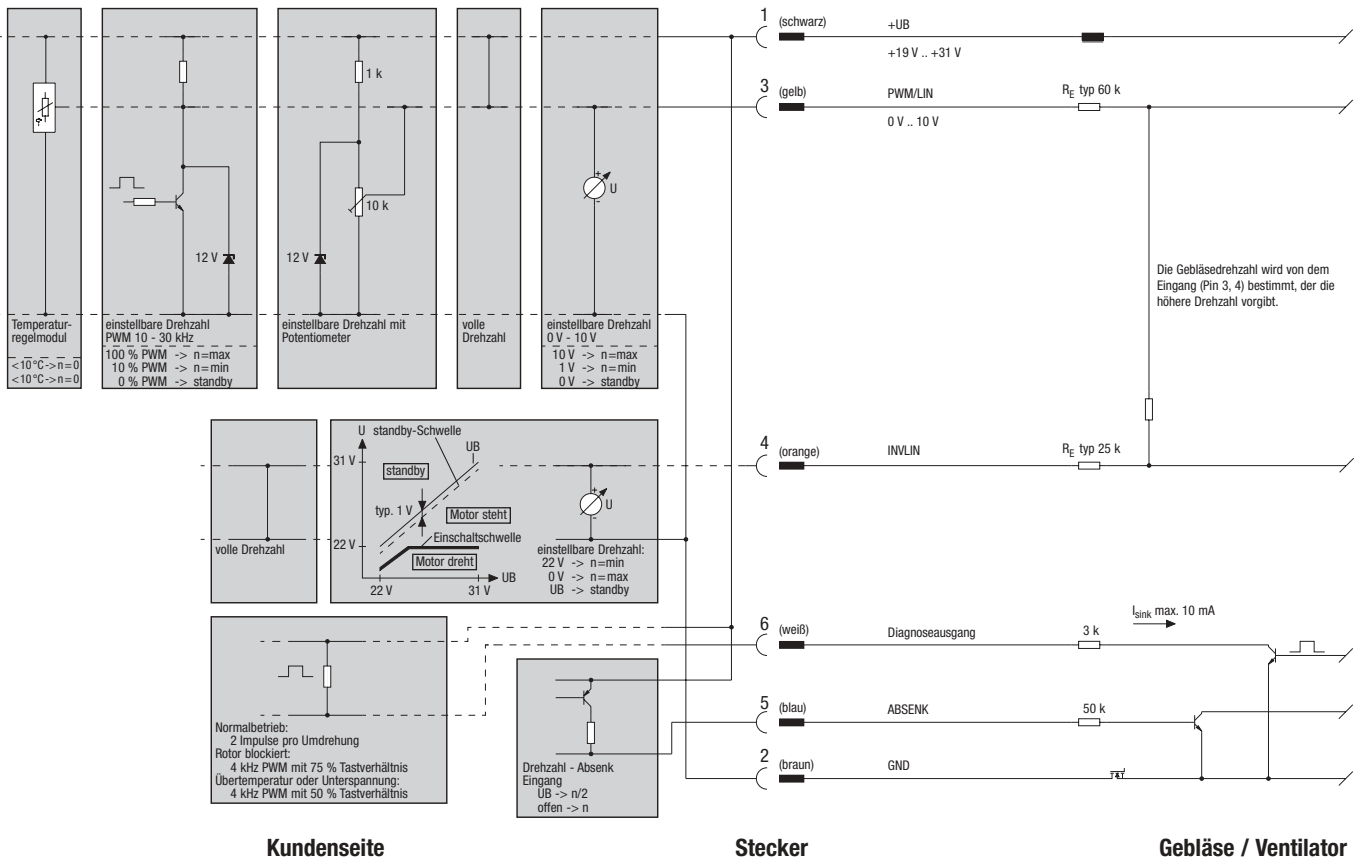 1 (schwarz) +UB
+19 V .. +31 V
1 k
3 (gelb) PWM/LIN R_E typ 60 k
0 V .. 10 V
+ U -
10 k
12 V
12 V
Die Gebläsedrehzahl wird von dem
Eingang (Pin 3, 4) bestimmt, der die
höhere Drehzahl vorgibt.
Temperatur-
regelmodul
<10°C->n=0
<10°C->n=0
einstellbare Drehzahl
PWM 10 - 30 kHz
100 % PWM -> n=max
10 % PWM -> n=min
0 % PWM -> standby
einstellbare Drehzahl mit
Potentiometer
volle
Drehzahl
einstellbare Drehzahl
0 V - 10 V
10 V -> n=max
1 V -> n=min
0 V -> standby
4 (orange) INVLIN R_E typ 25 k
volle Drehzahl
U standby-Schwelle
UB
31 V
standby
typ. 1 V
Motor steht
Einschaltschwelle
22 V
Motor dreht
UB
22 V 31 V
+ U -
einstellbare Drehzahl:
22 V -> n=min
0 V -> n=max
UB -> standby
6 (weiß) Diagnoseausgang 3 k
I_sink max. 10 mA
Normalbetrieb:
2 Impulse pro Umdrehung
Rotor blockiert:
4 kHz PWM mit 75 % Tastverhältnis
Übertemperatur oder Unterspannung:
4 kHz PWM mit 50 % Tastverhältnis
5 (blau) ABSENK 50 k
Drehzahl - Absenk
Eingang
UB -> n/2
offen -> n
2 (braun) GND
Kundenseite Stecker Gebläse / Ventilator